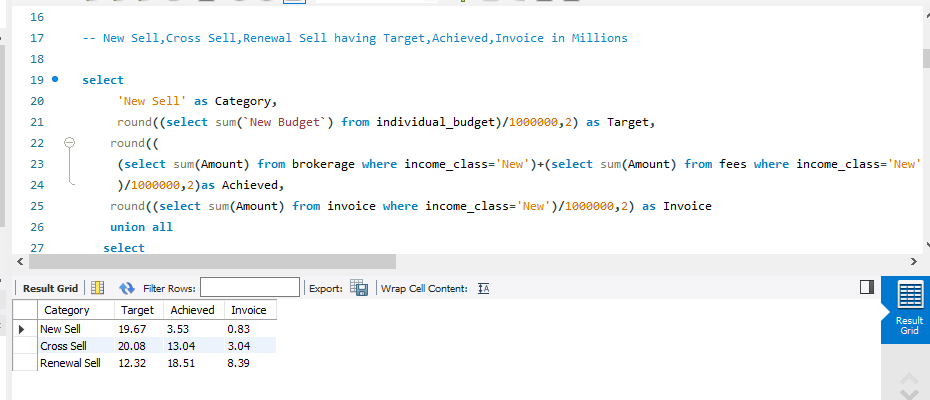 16
17 -- New Sell,Cross Sell,Renewal Sell having Target,Achieved,Invoice in Millions
18
19 select
20 'New Sell' as Category,
21 round((select sum(`New Budget`) from individual_budget)/1000000,2) as Target,
22 round((
23 (select sum(Amount) from brokerage where income_class='New')+(select sum(Amount) from fees where income_class='New'
24 )/1000000,2)as Achieved,
25 round((select sum(Amount) from invoice where income_class='New')/1000000,2) as Invoice
26 union all
27 select
Result Grid Filter Rows: Export: Wrap Cell Content: IA
Category Target Achieved Invoice
New Sell 19.67 3.53 0.83
Cross Sell 20.08 13.04 3.04
Renewal Sell 12.32 18.51 8.39
Result
Grid